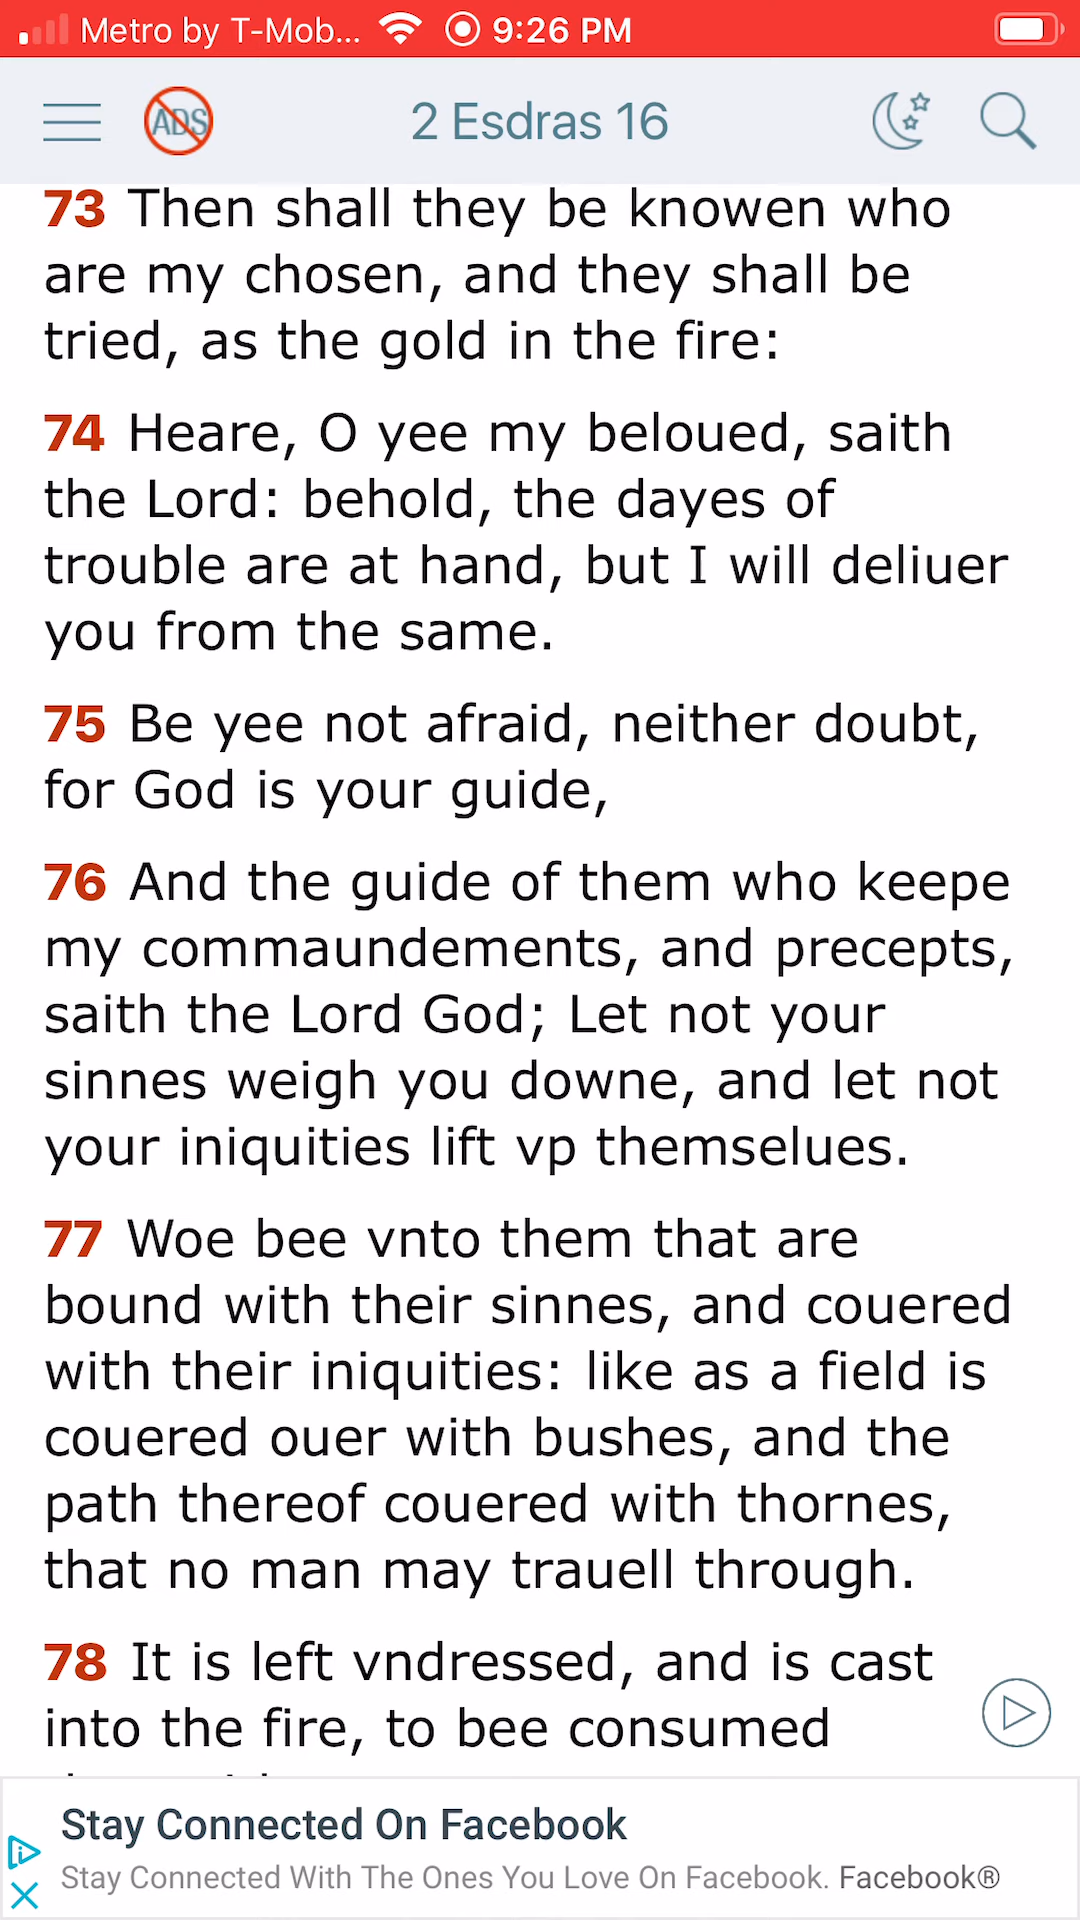 Metro by T-Mob... 9:26 PM
ADS 2 Esdras 16
73 Then shall they be knowen who
are my chosen, and they shall be
tried, as the gold in the fire:
74 Heare, O yee my beloued, saith
the Lord: behold, the dayes of
trouble are at hand, but I will deliuer
you from the same.
75 Be yee not afraid, neither doubt,
for God is your guide,
76 And the guide of them who keepe
my commaundements, and precepts,
saith the Lord God; Let not your
sinnes weigh you downe, and let not
your iniquities lift vp themselues.
77 Woe bee vnto them that are
bound with their sinnes, and couered
with their iniquities: like as a field is
couered ouer with bushes, and the
path thereof couered with thornes,
that no man may trauell through.
78 It is left vndressed, and is cast
into the fire, to bee consumed
Stay Connected On Facebook
Stay Connected With The Ones You Love On Facebook. Facebook®